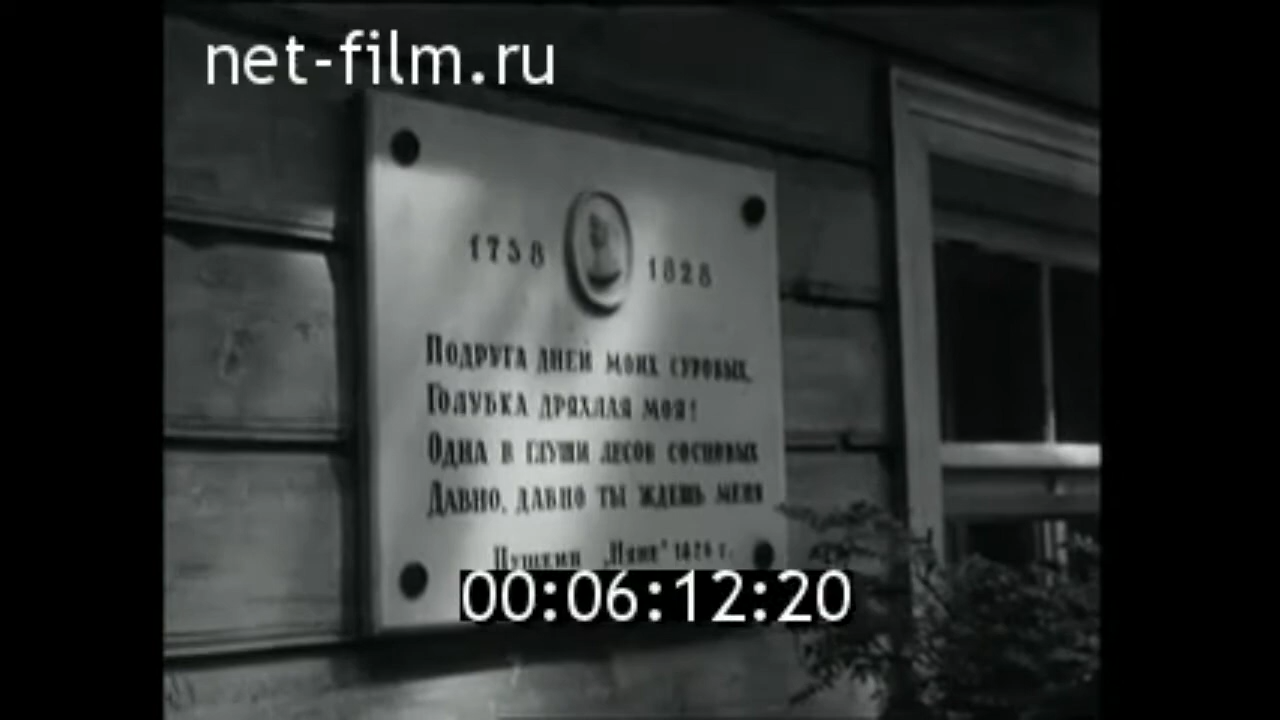 net-film.ru
1758 1828
Подруга дней моих суровых,
Голубка дряхлая моя!
Одна в глуши лесов сосновых
Давно, давно ты ждешь меня
Пушкин „Няне" 1826 г.
00:06:12:20